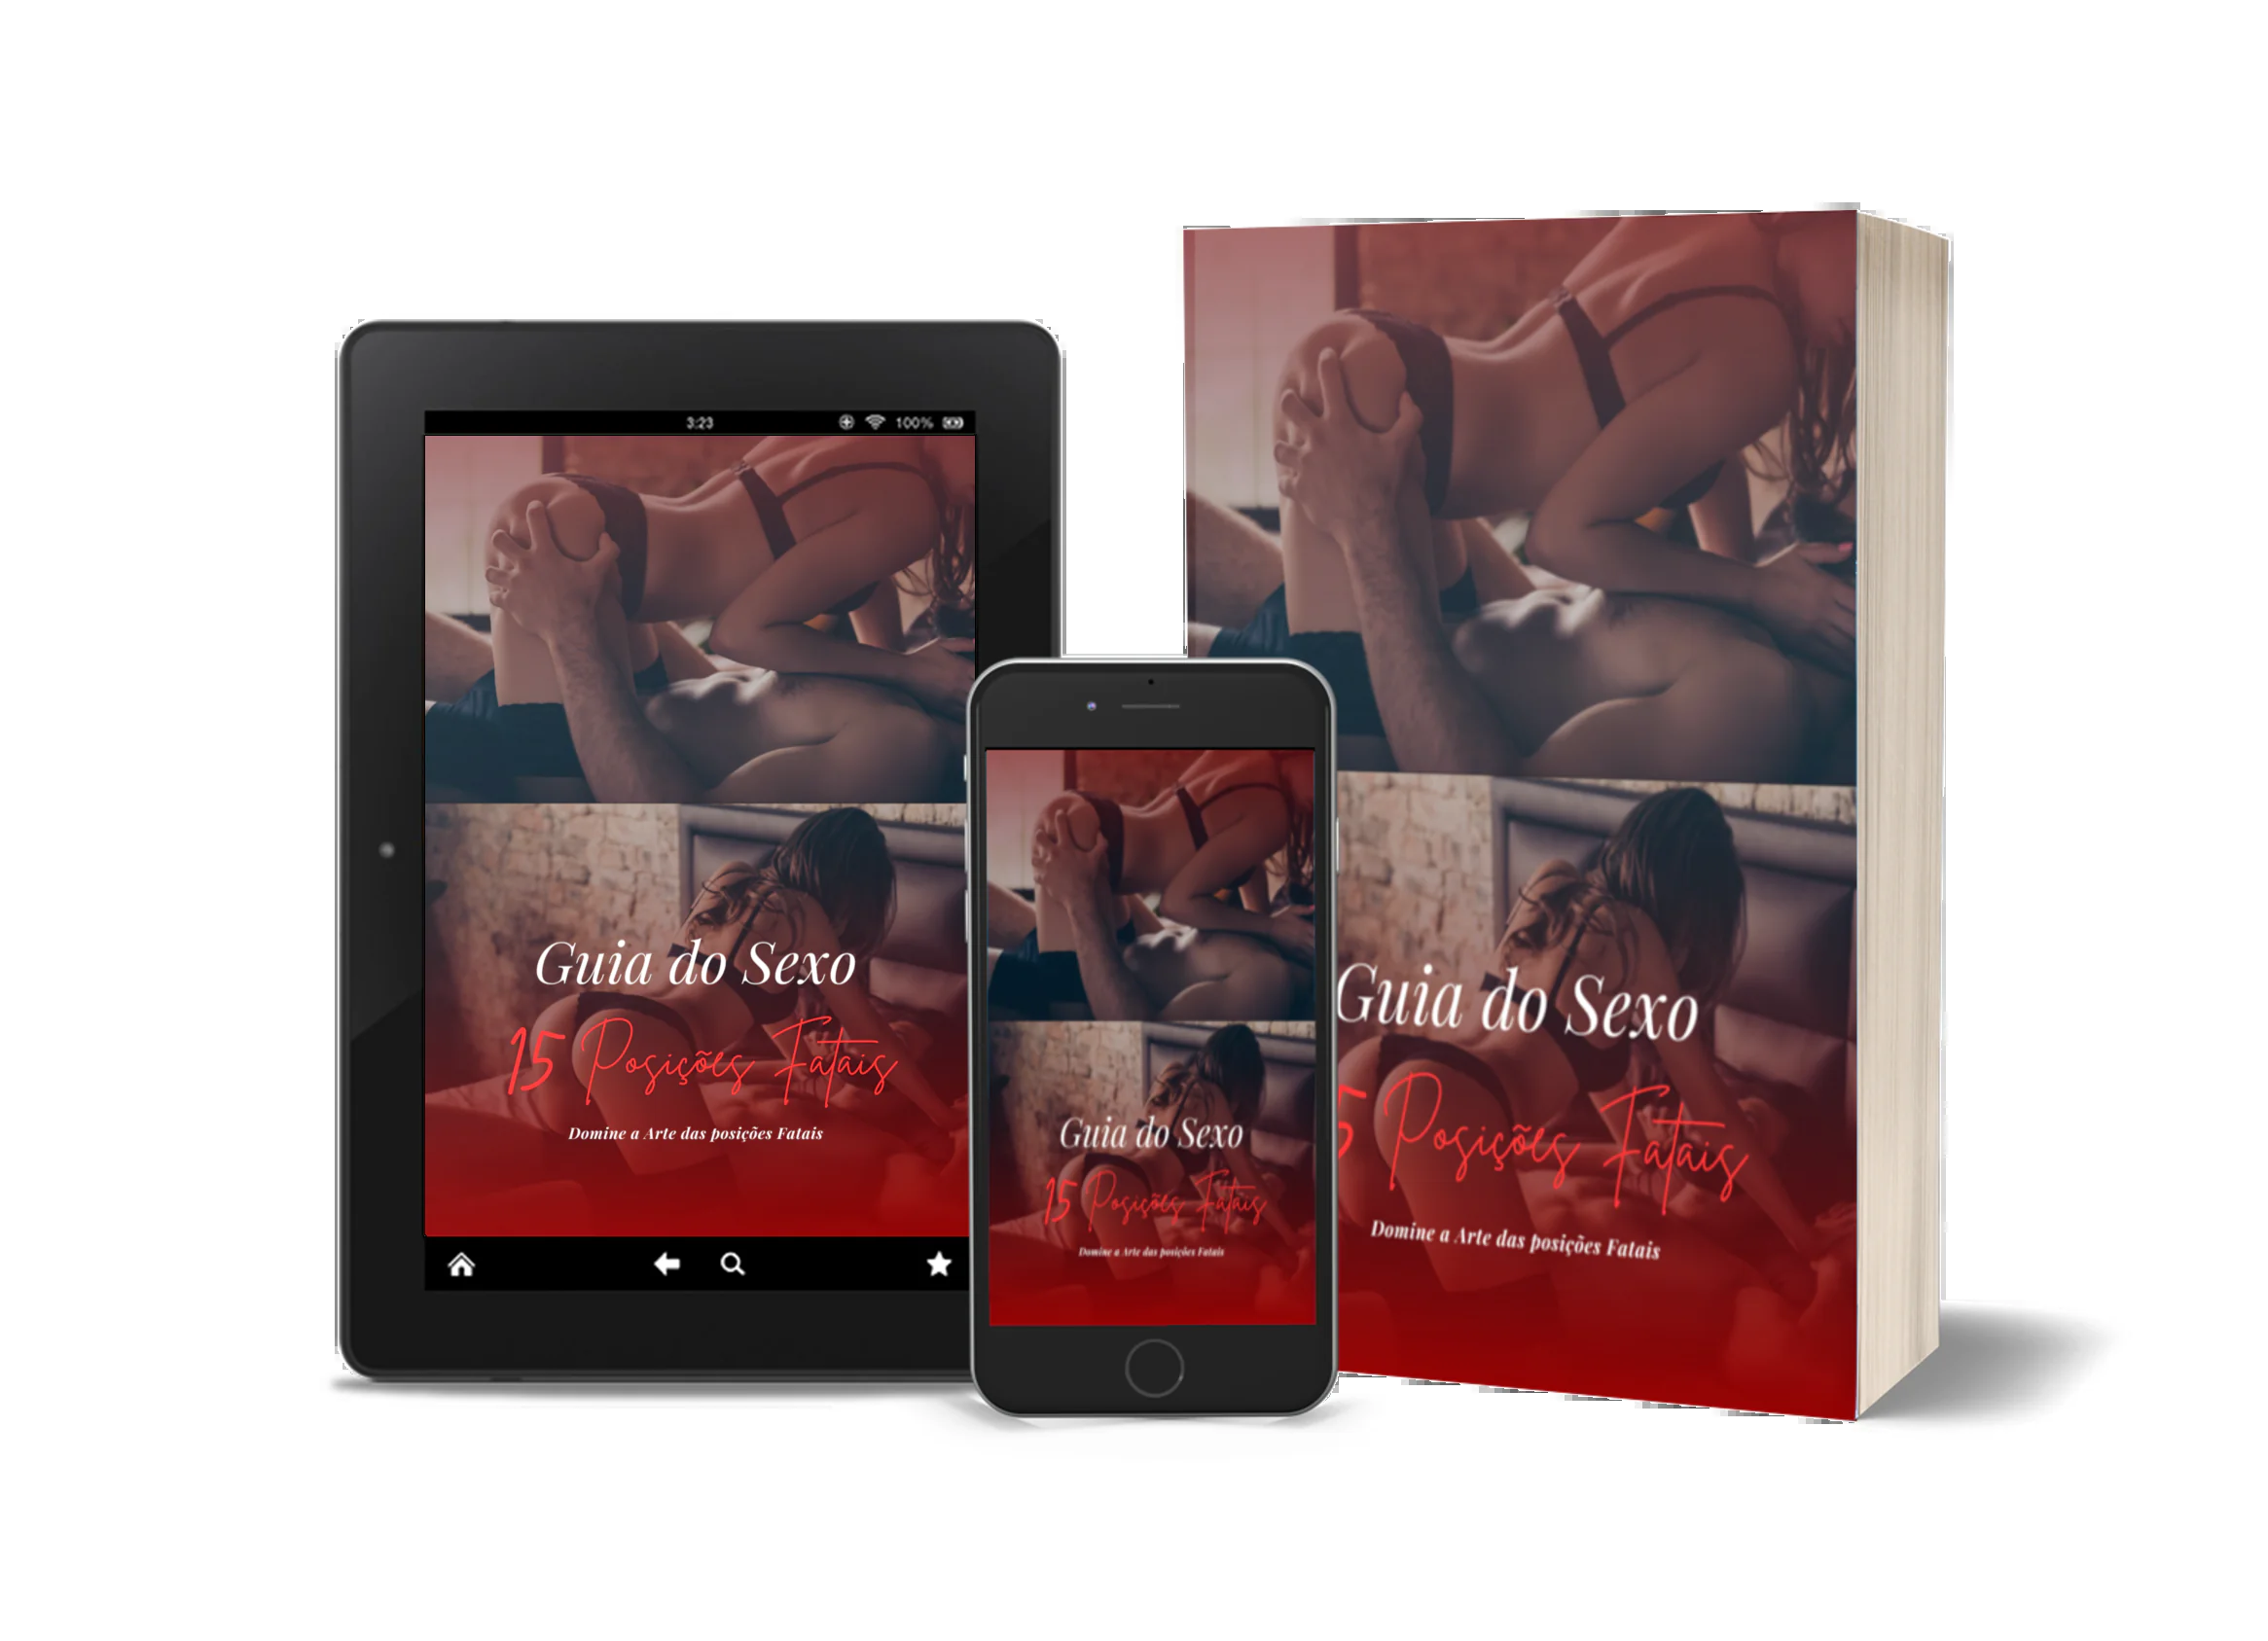 3:23
100%
Guia do Sexo
15 Posições Fatais
Domine a Arte das posições Fatais
Guia do Sexo
15 Posições Fatais
Domine a Arte das posições Fatais
Guia do Sexo
5 Posições Fatais
Domine a Arte das posições Fatais